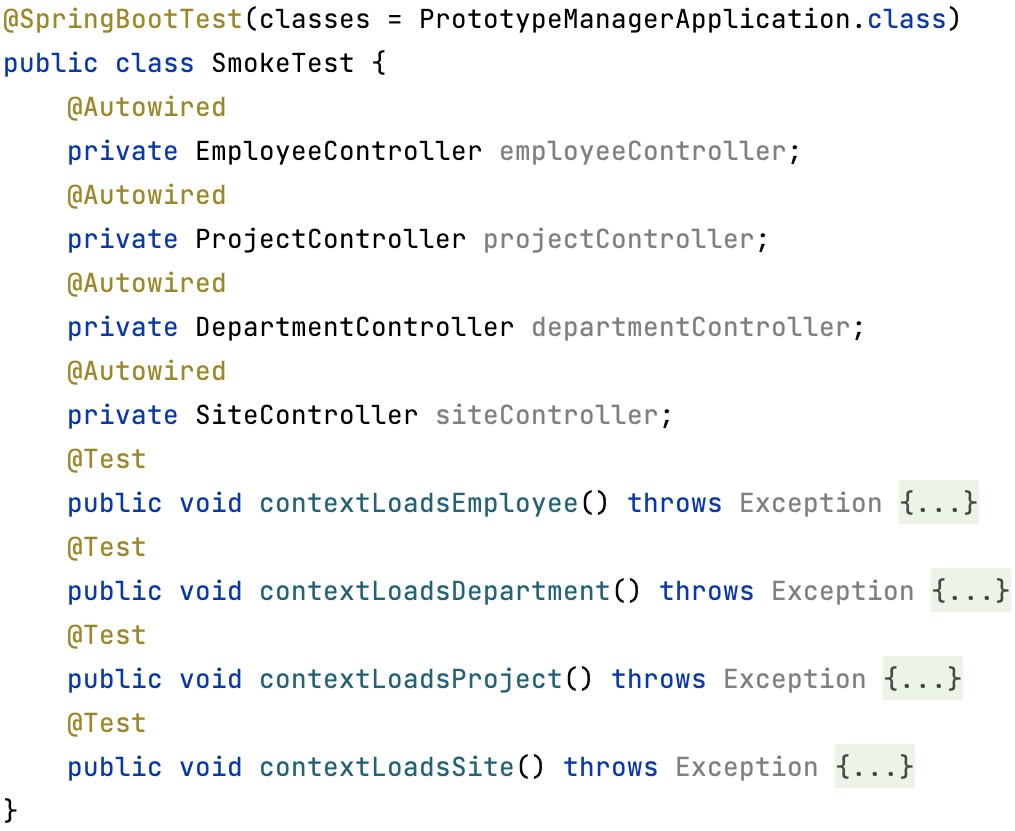 @SpringBootTest(classes = PrototypeManagerApplication.class)
public class SmokeTest {
    @Autowired
    private EmployeeController employeeController;
    @Autowired
    private ProjectController projectController;
    @Autowired
    private DepartmentController departmentController;
    @Autowired
    private SiteController siteController;
    @Test
    public void contextLoadsEmployee() throws Exception {...}
    @Test
    public void contextLoadsDepartment() throws Exception {...}
    @Test
    public void contextLoadsProject() throws Exception {...}
    @Test
    public void contextLoadsSite() throws Exception {...}
}